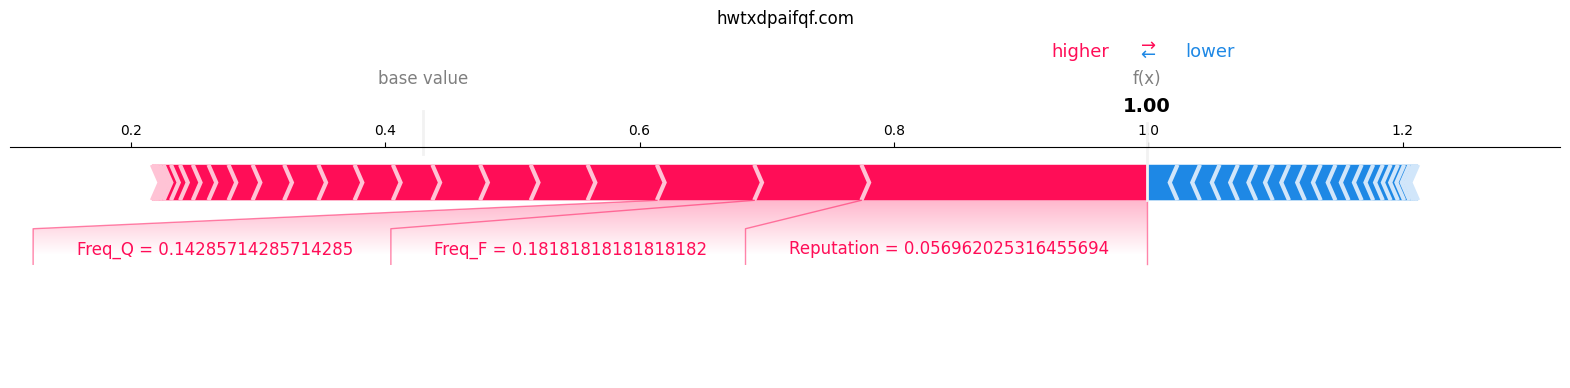 hwtxdpaifqf.com
higher → ← lower
base value f(x)
1.00
0.2 0.4 0.6 0.8 1.0 1.2
Freq_Q = 0.14285714285714285 Freq_F = 0.18181818181818182 Reputation = 0.056962025316455694